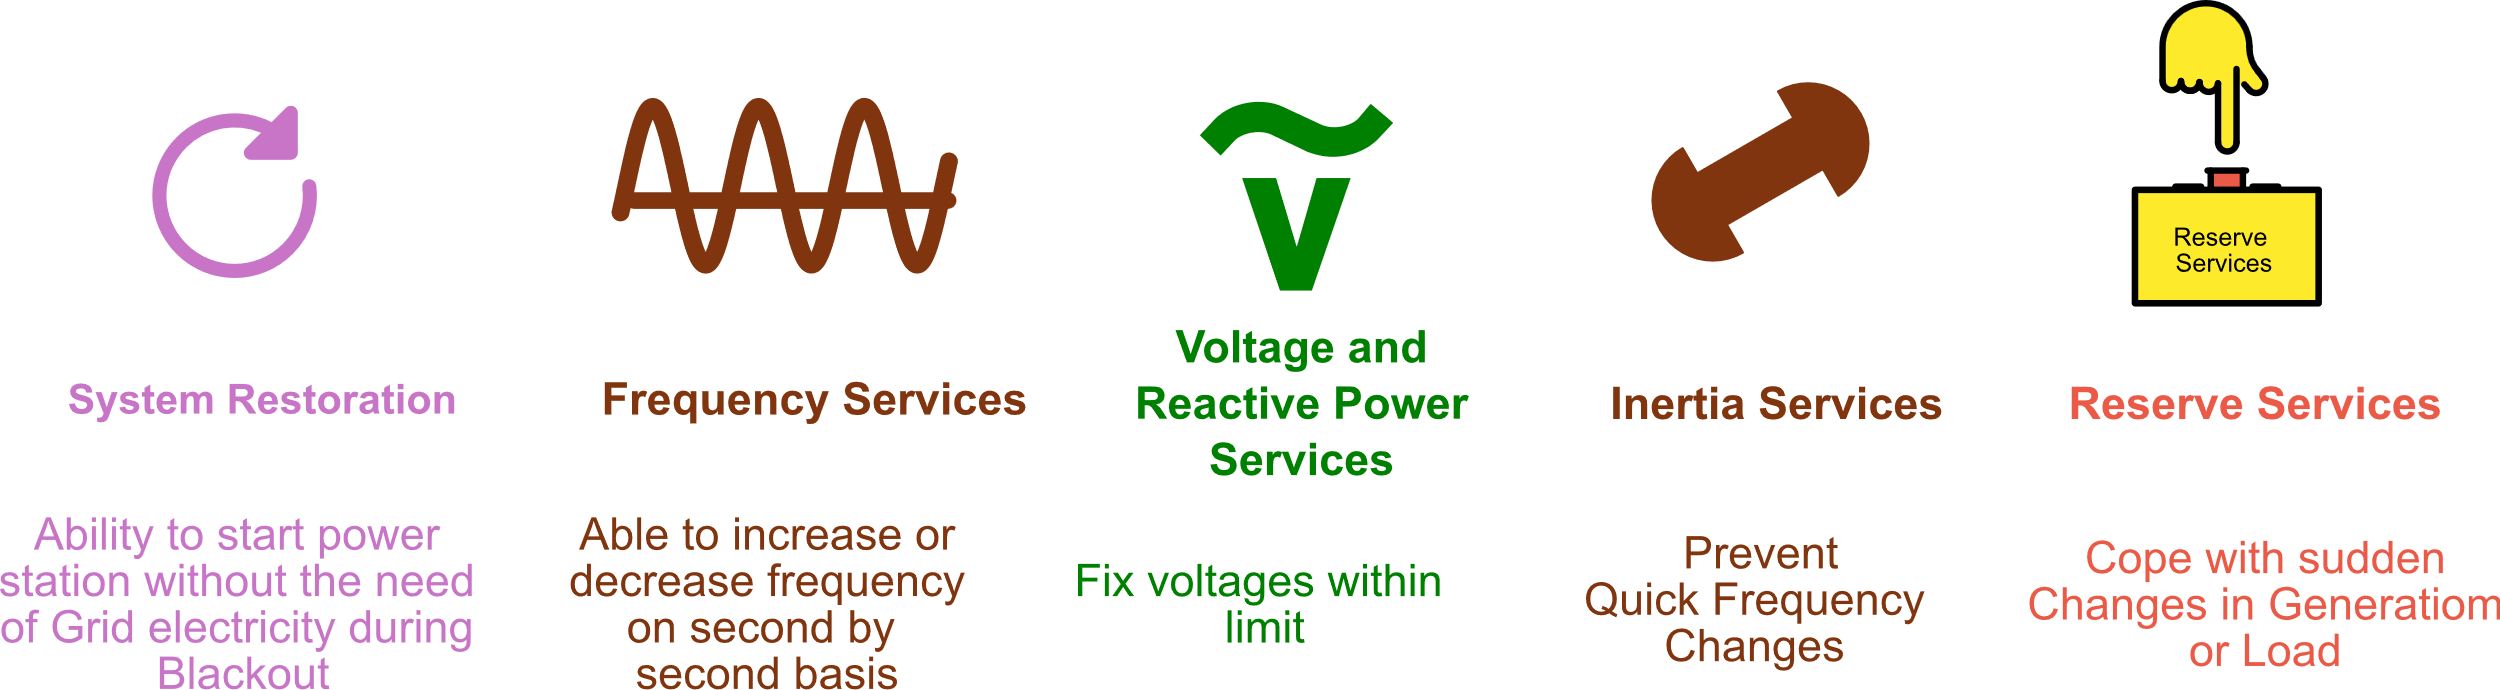 System Restoration
Ability to start power
station without the need
of Grid electricity during
Blackout
Frequency Services
Able to increase or
decrease frequency
on second by
second basis
V
Voltage and
Reactive Power
Services
Fix voltages within
limit
Inertia Services
Prevent
Quick Frequency
Changes
Reserve
Services
Reserve Services
Cope with sudden
Changes in Generation
or Load